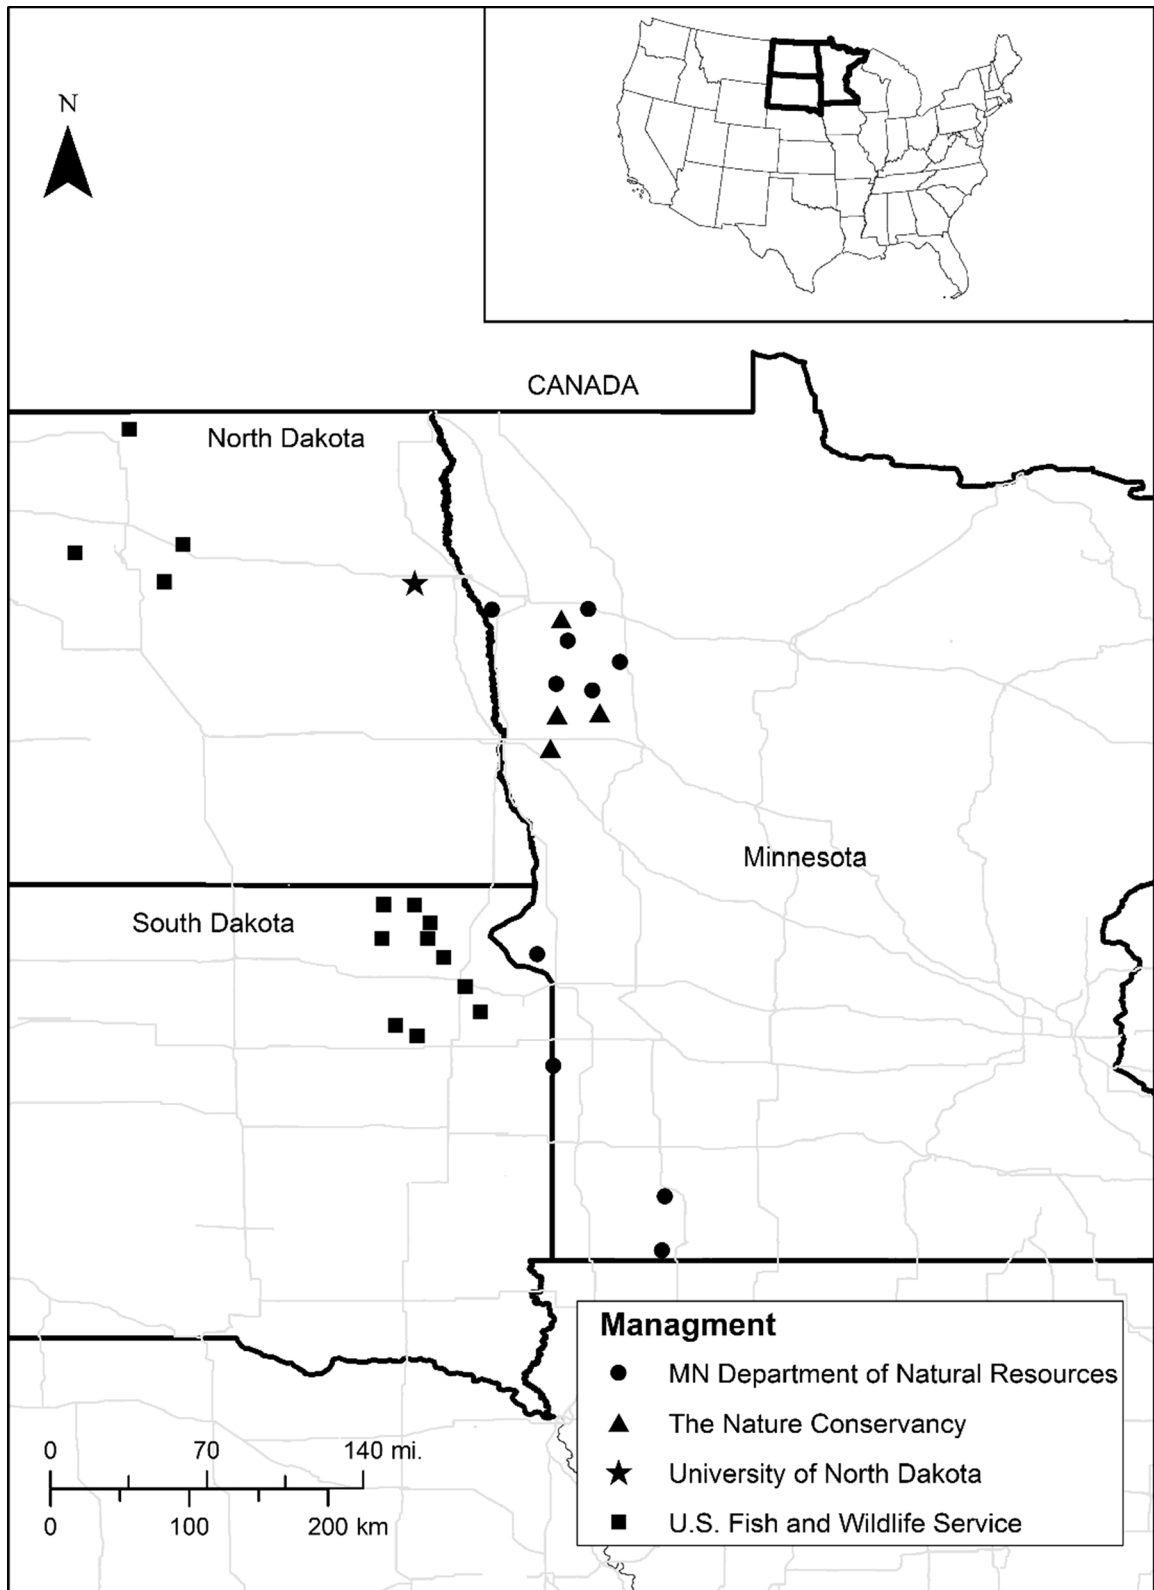 N
CANADA
North Dakota
Minnesota
South Dakota
Managment
MN Department of Natural Resources
The Nature Conservancy
University of North Dakota
U.S. Fish and Wildlife Service
0 70 140 mi.
0 100 200 km